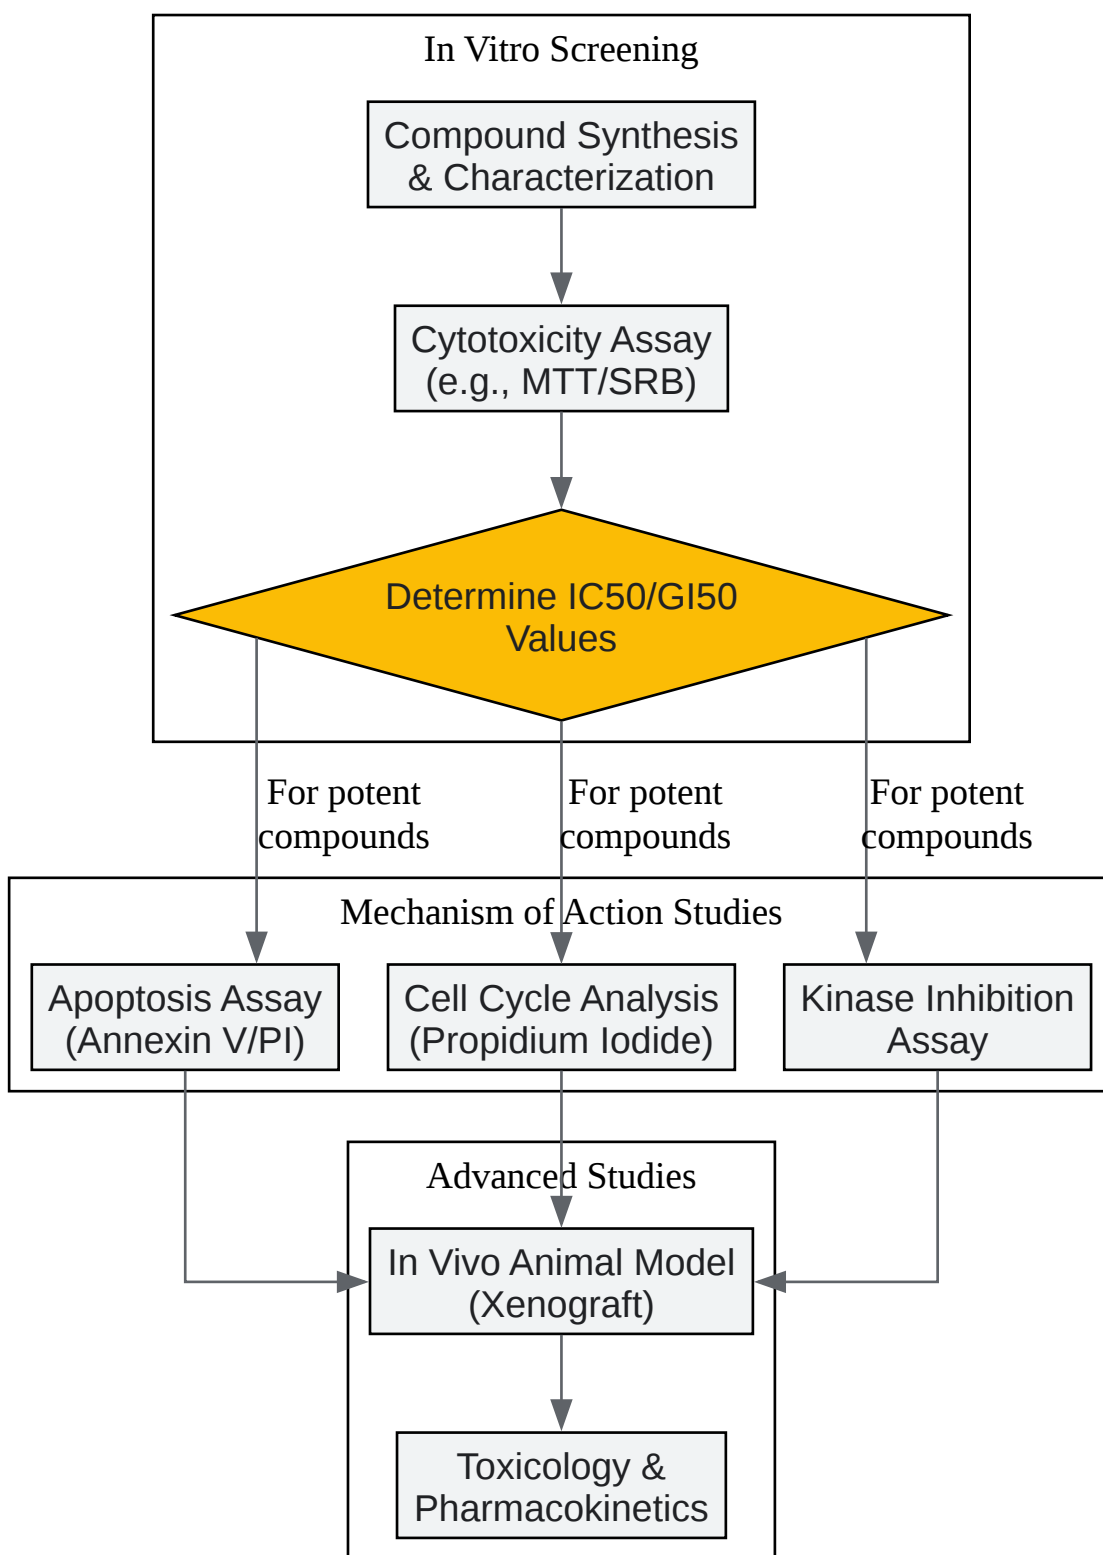 In Vitro Screening
Compound Synthesis
& Characterization
Cytotoxicity Assay
(e.g., MTT/SRB)
Determine IC50/GI50
Values
For potent
compounds
For potent
compounds
For potent
compounds
Mechanism of Action Studies
Apoptosis Assay
(Annexin V/PI)
Cell Cycle Analysis
(Propidium Iodide)
Kinase Inhibition
Assay
Advanced Studies
In Vivo Animal Model
(Xenograft)
Toxicology &
Pharmacokinetics